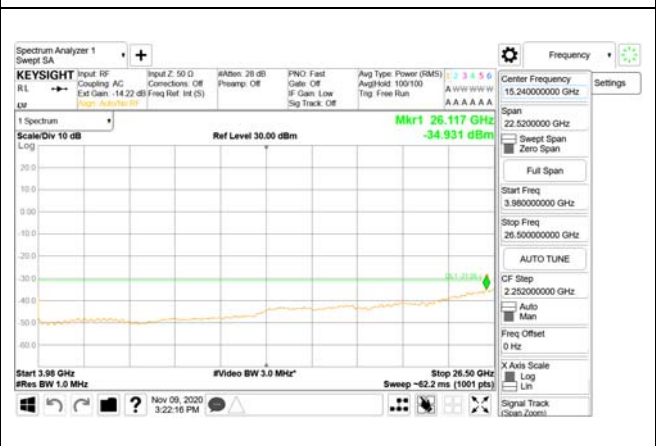 Spectrum Analyzer 1
Swept SA
Frequency
KEYSIGHT
Input: RF
Input Z: 50 Ω
#Atten: 28 dB
PNO: Fast
Avg Type: Power (RMS)
1 2 3 4 5 6
RL
Coupling: AC
Corrections: Off
Preamp: Off
Gate: Off
Avg|Hold: 100/100
A W W W W W
Ext Gain: -14.22 dB
Freq Ref: Int (S)
IF Gain: Low
Trig: Free Run
Align: Auto/No RF
Sig Track: Off
A A A A A A
1 Spectrum
Mkr1 26.117 GHz
Scale/Div 10 dB
Ref Level 30.00 dBm
-34.931 dBm
Log
20.0
10.0
0.00
-10.0
-20.0
-30.0
-40.0
-50.0
-60.0
Start 3.98 GHz
#Video BW 3.0 MHz*
Stop 26.50 GHz
#Res BW 1.0 MHz
Sweep ~62.2 ms (1001 pts)
Nov 09, 2020
3:22:16 PM
Center Frequency
15.240000000 GHz
Settings
Span
22.5200000 GHz
Swept Span
Zero Span
Full Span
Start Freq
3.980000000 GHz
Stop Freq
26.500000000 GHz
AUTO TUNE
CF Step
2.252000000 GHz
Auto
Man
Freq Offset
0 Hz
X Axis Scale
Log
Lin
Signal Track
(Span Zoom)